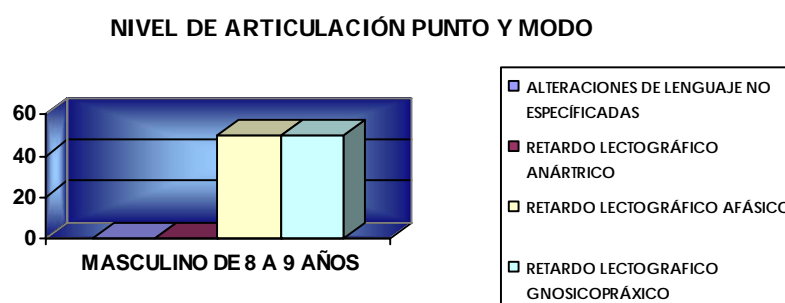 NIVEL DE ARTICULACIÓN PUNTO Y MODO
60
40
20
0
MASCULINO DE 8 A 9 AÑOS
ALTERACIONES DE LENGUAJE NO
ESPECÍFICADAS
RETARDO LECTOGRÁFICO
ANÁRTRICO
RETARDO LECTOGRÁFICO AFÁSICO
RETARDO LECTOGRAFICO
GNOSICOPRÁXICO